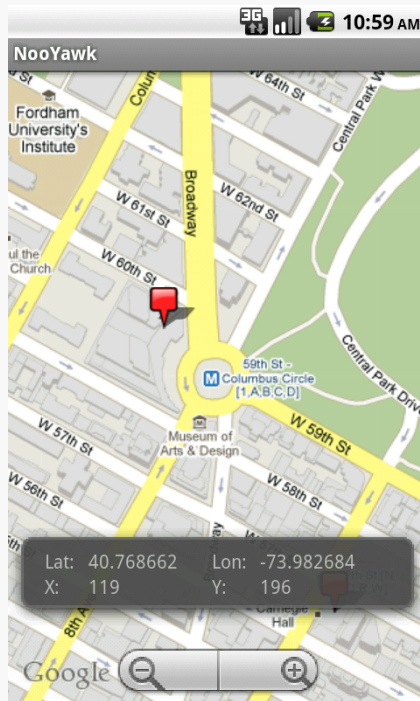 3G
10:59 AM
NooYawk
W 64th St
Central Park W
Fordham
University's
Institute
Broadway
W 62nd St
W 61st St
ul the
Church
W 60th St
59th St -
Columbus Circle
[1,A,B,C,D]
Central Park Drive
Museum of
Arts & Design
W 59th St
W 57th St
W 58th St
W 56th St
Lat: 40.768662 Lon: -73.982684
X: 119 Y: 196
Carnegie
Hall
8th A
Google